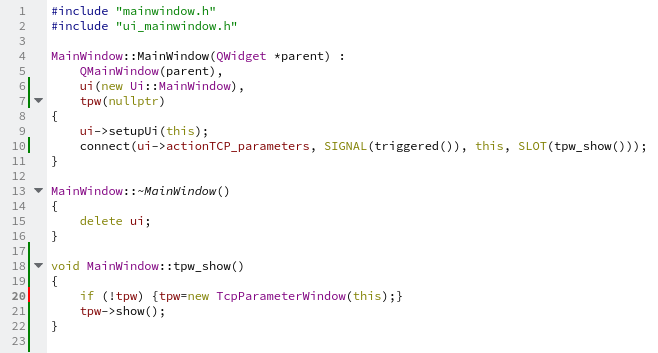 1 #include "mainwindow.h"
2 #include "ui_mainwindow.h"
3
4 MainWindow::MainWindow(QWidget *parent) :
5     QMainWindow(parent),
6     ui(new Ui::MainWindow),
7     tpw(nullptr)
8 {
9     ui->setupUi(this);
10     connect(ui->actionTCP_parameters, SIGNAL(triggered()), this, SLOT(tpw_show()));
11 }
12
13 MainWindow::~MainWindow()
14 {
15     delete ui;
16 }
17
18 void MainWindow::tpw_show()
19 {
20     if (!tpw) {tpw=new TcpParameterWindow(this);}
21     tpw->show();
22 }
23